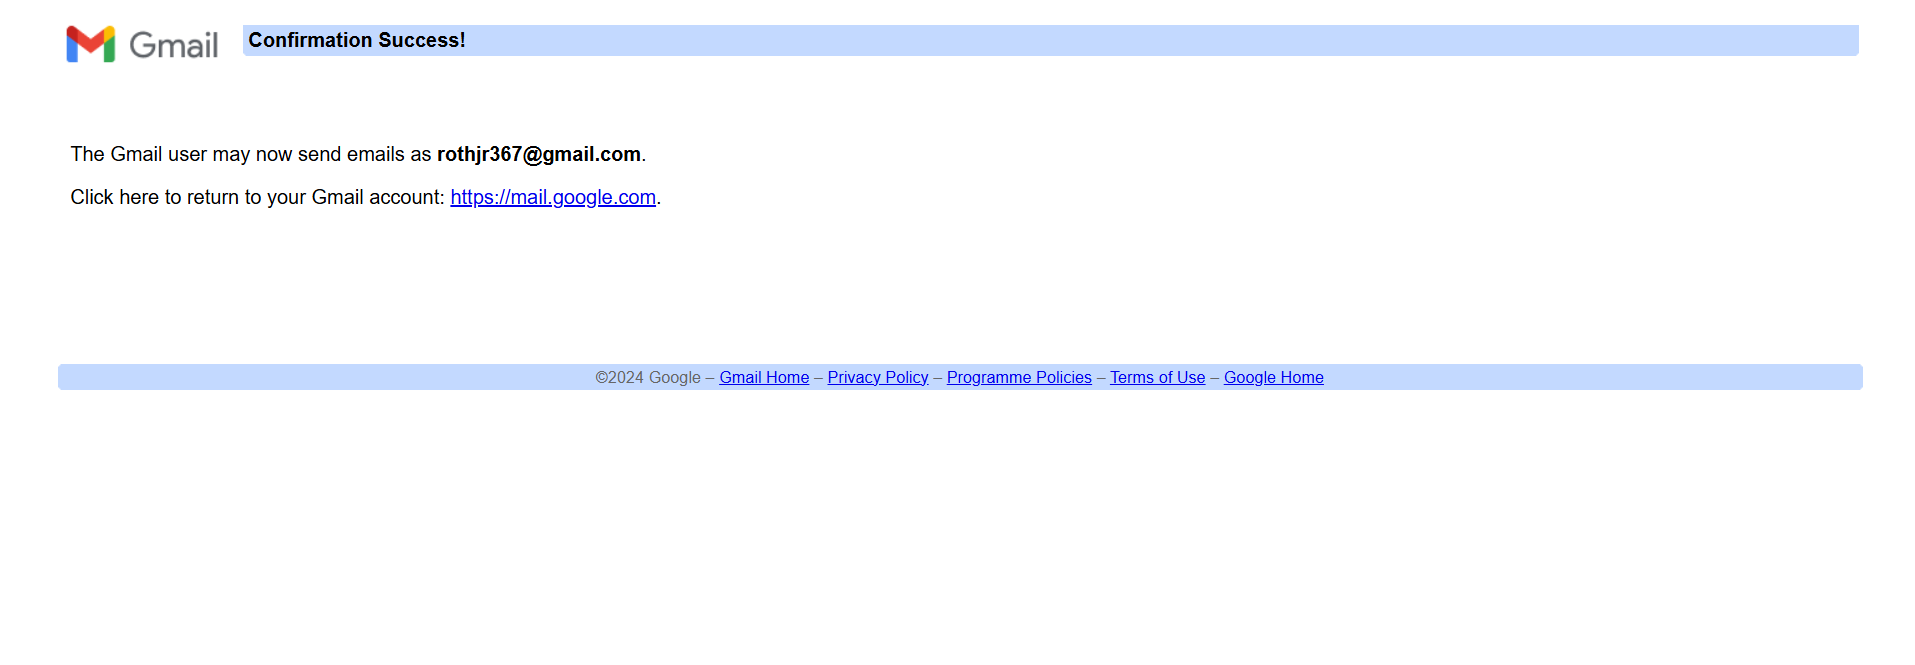 Gmail
Confirmation Success!
The Gmail user may now send emails as rothjr367@gmail.com.
Click here to return to your Gmail account: https://mail.google.com.
©2024 Google – Gmail Home – Privacy Policy – Programme Policies – Terms of Use – Google Home